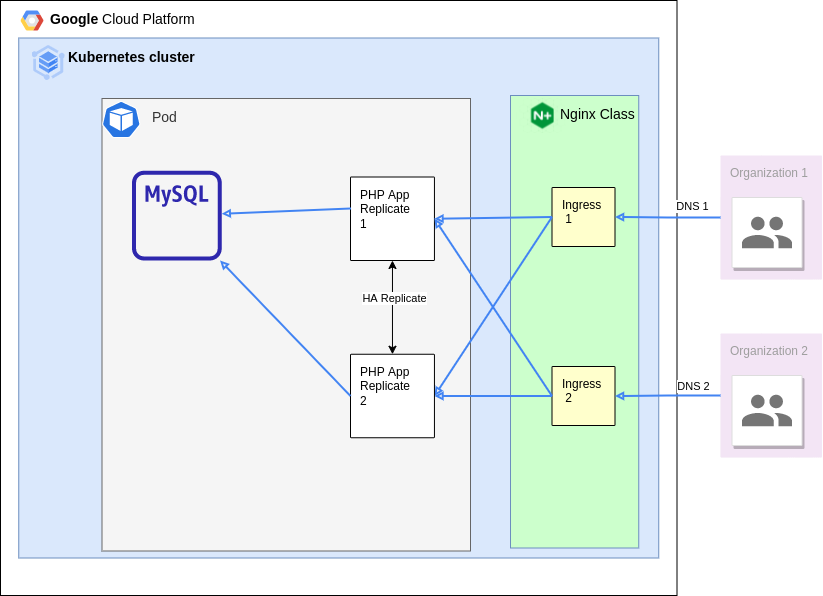 Google Cloud Platform
Kubernetes cluster
Pod
N+
Nginx Class
MySQL
PHP App
Replicate
1
Ingress
1
DNS 1
Organization 1
HA Replicate
PHP App
Replicate
2
Ingress
2
DNS 2
Organization 2